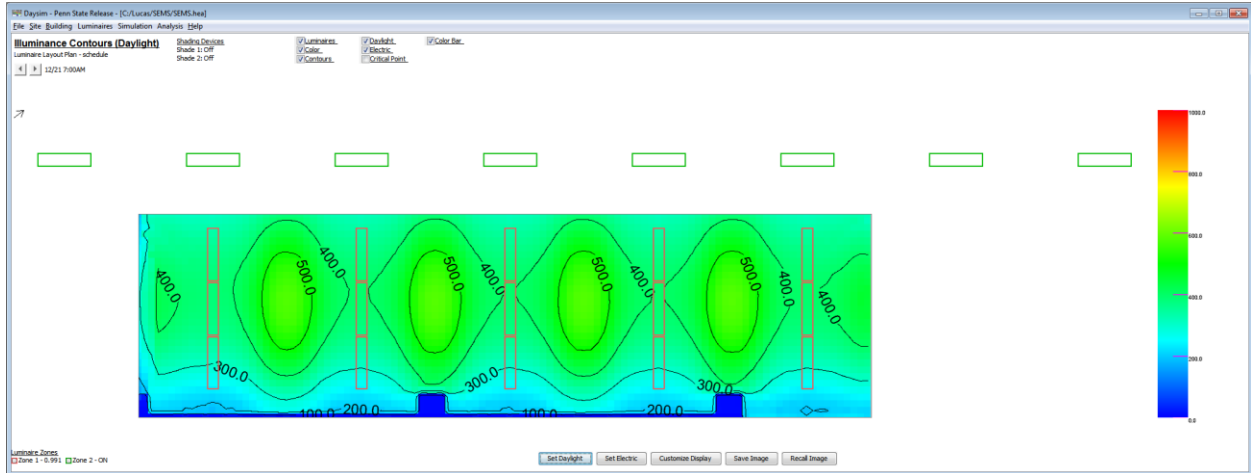 Daysim - Penn State Release - [C:/Lucas/SEMS/SEMS.hea]
File Site Building Luminaires Simulation Analysis Help
Illuminance Contours (Daylight)
Luminaire Layout Plan - schedule
12/21 7:00AM
Shading Devices
Shade 1: Off
Shade 2: Off
Luminaires Daylight Color Bar
Color Electric
Contours Critical Point
1000.0
800.0
600.0
400.0
200.0
0.0
400.0 500.0 400.0 500.0 400.0 500.0 400.0 500.0 400.0 400.0
300.0 300.0 300.0
100.0 200.0 100.0 200.0
Luminaire Zones
Zone 1 - 0.991 Zone 2 - ON
Set Daylight Set Electric Customize Display Save Image Recall Image